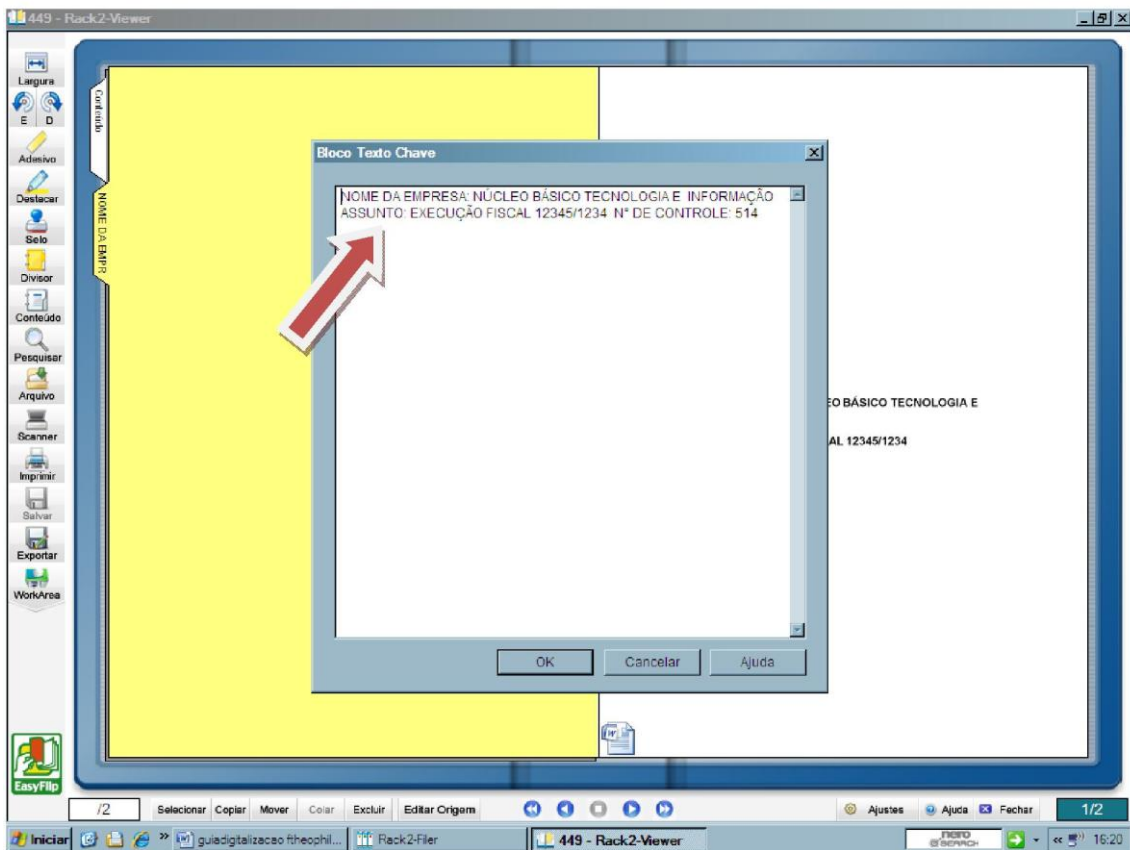 449 - Rack2-Viewer
Largura
E D
Adesivo
Destacar
Selo
Divisor
Conteúdo
Pesquisar
Arquivo
Scanner
Imprimir
Salvar
Exportar
WorkArea
EasyFlip
Conteúdo
NOME DA EMPR
Bloco Texto Chave
NOME DA EMPRESA: NÚCLEO BÁSICO TECNOLOGIA E INFORMAÇÃO
ASSUNTO: EXECUÇÃO FISCAL 12345/1234 N° DE CONTROLE: 514
OK Cancelar Ajuda
EO BÁSICO TECNOLOGIA E
AL 12345/1234
/2 Selecionar Copiar Mover Colar Excluir Editar Origem Ajustes Ajuda Fechar 1/2
Iniciar guiadigitalizacao ftheophil... Rack2-Filer 449 - Rack2-Viewer nero SEARCH 16:20